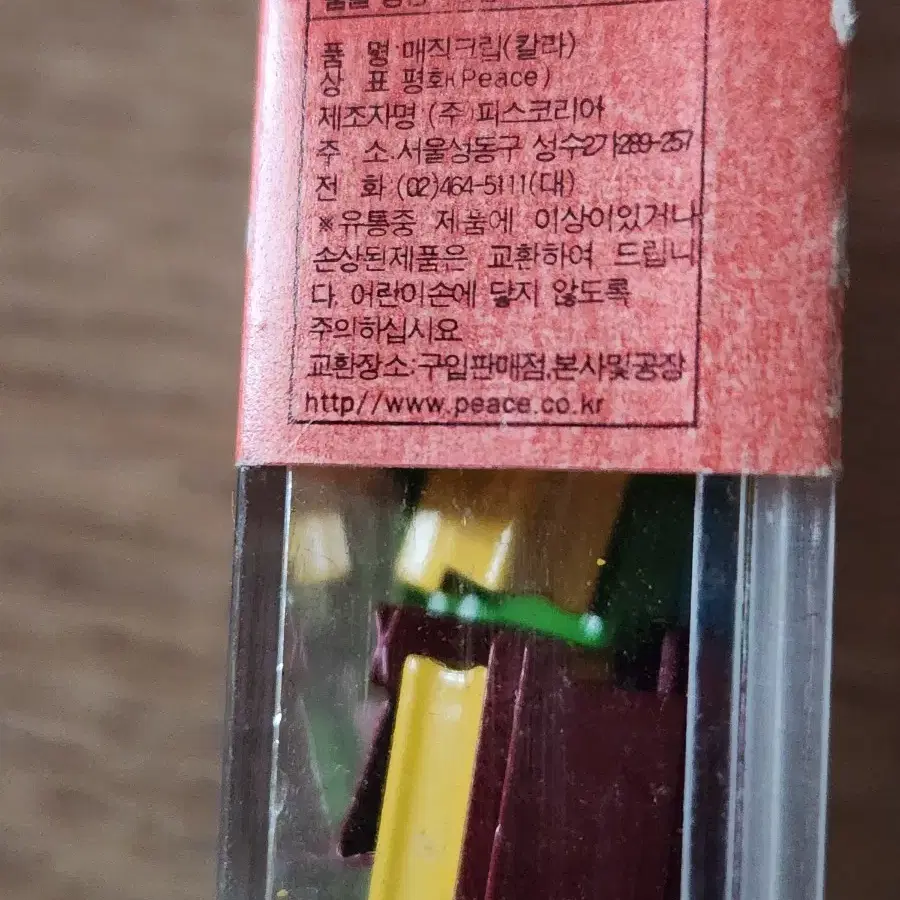 품 명 매직크립(칼라)
상 표 평화(Peace)
제조자명 (주)피스코리아
주 소.서울성동구 성수2가289-257
전 화 (02)464-5111(대)
※유통중 제품에 이상이있거나
손상된제품은 교환하여 드립니
다. 어린이손에 닿지 않도록
주의하십시요
교환장소:구입판매점,본사및공장
http//www.peace.co.kr